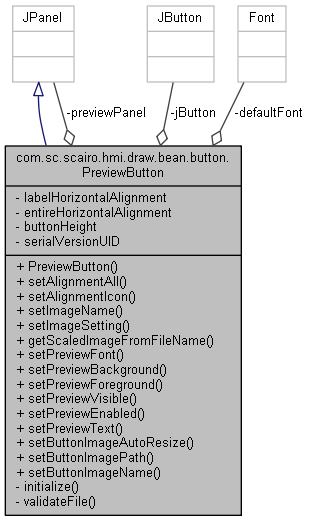 JPanel
JButton
Font
-previewPanel
-jButton
-defaultFont
com.sc.scairo.hmi.draw.bean.button.
PreviewButton
- labelHorizontalAlignment
- entireHorizontalAlignment
- buttonHeight
- serialVersionUID
+ PreviewButton()
+ setAlignmentAll()
+ setAlignmentIcon()
+ setImageName()
+ setImageSetting()
+ getScaledImageFromFileName()
+ setPreviewFont()
+ setPreviewBackground()
+ setPreviewForeground()
+ setPreviewVisible()
+ setPreviewEnabled()
+ setPreviewText()
+ setButtonImageAutoResize()
+ setButtonImagePath()
+ setButtonImageName()
- initialize()
- validateFile()